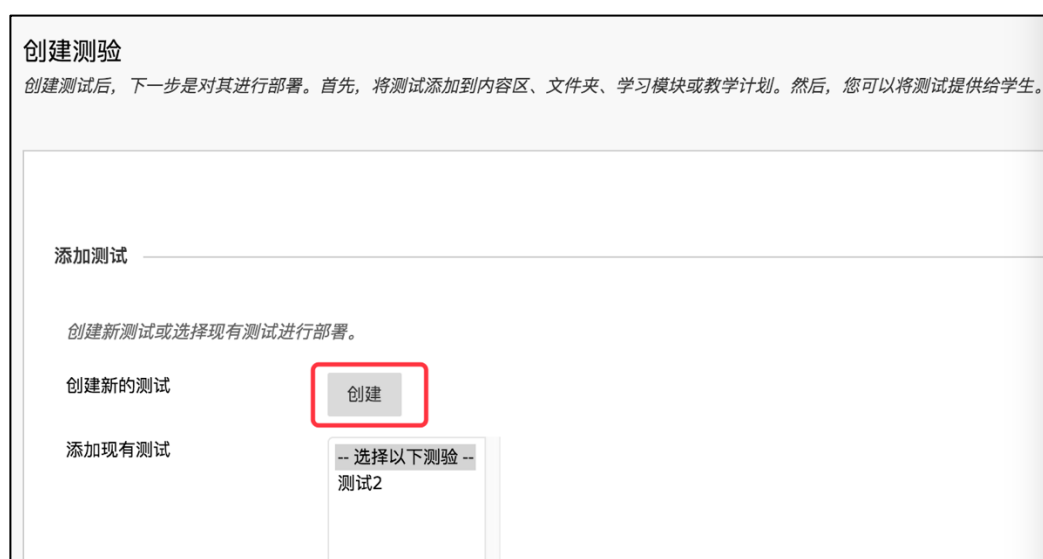 创建测验
创建测试后，下一步是对其进行部署。首先，将测试添加到内容区、文件夹、学习模块或教学计划。然后，您可以将测试提供给学生。
添加测试
创建新测试或选择现有测试进行部署。
创建新的测试
创建
添加现有测试
-- 选择以下测验 --
测试2